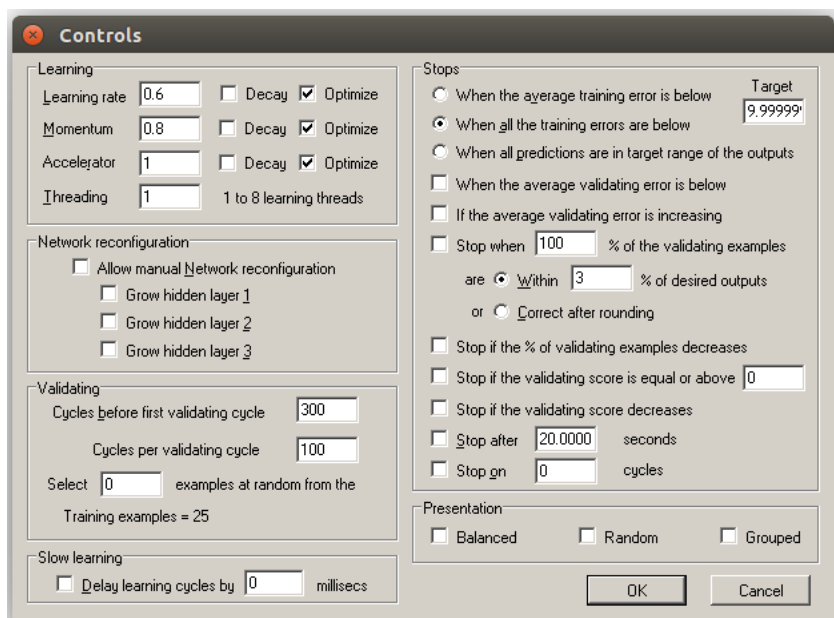 Controls
Learning
Learning rate 0.6 Decay Optimize
Momentum 0.8 Decay Optimize
Accelerator 1 Decay Optimize
Threading 1 1 to 8 learning threads
Network reconfiguration
Allow manual Network reconfiguration
Grow hidden layer 1
Grow hidden layer 2
Grow hidden layer 3
Validating
Cycles before first validating cycle 300
Cycles per validating cycle 100
Select 0 examples at random from the
Training examples = 25
Slow learning
Delay learning cycles by 0 millisecs
Stops
Target
When the average training error is below
9.99999
When all the training errors are below
When all predictions are in target range of the outputs
When the average validating error is below
If the average validating error is increasing
Stop when 100 % of the validating examples
are Within 3 % of desired outputs
or Correct after rounding
Stop if the % of validating examples decreases
Stop if the validating score is equal or above 0
Stop if the validating score decreases
Stop after 20.0000 seconds
Stop on 0 cycles
Presentation
Balanced Random Grouped
OK Cancel